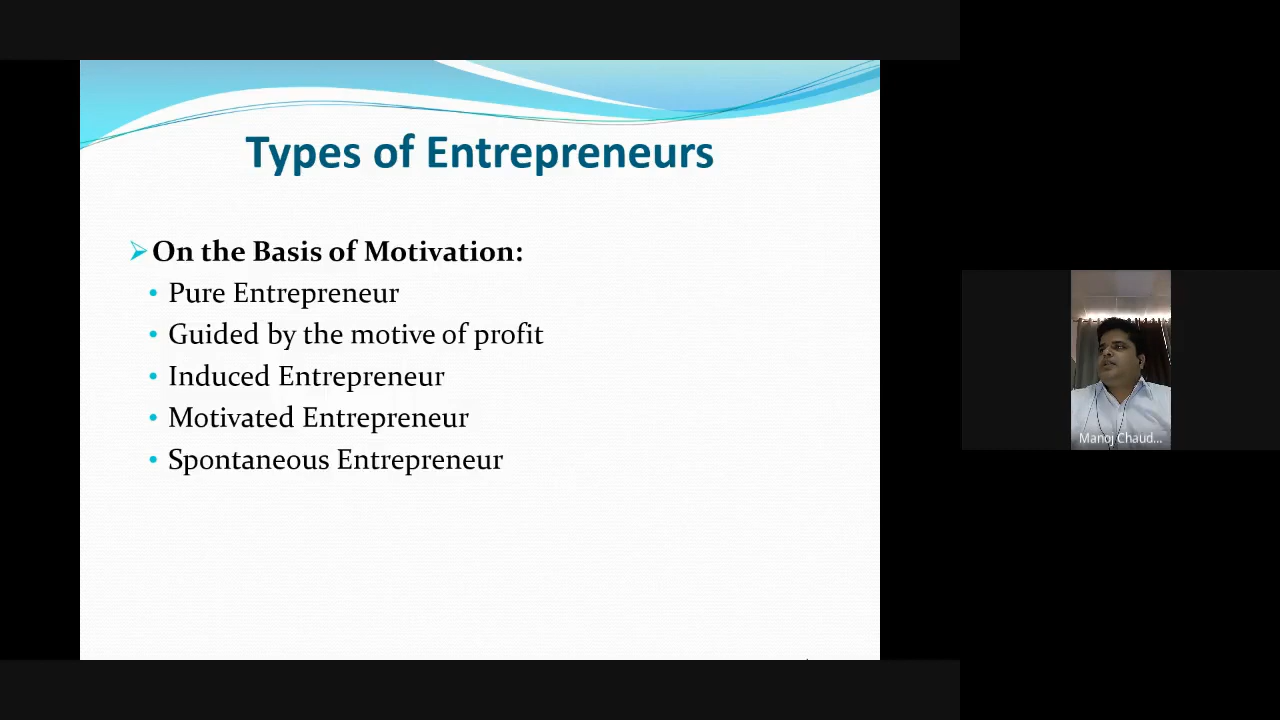 Types of Entrepreneurs
On the Basis of Motivation:
Pure Entrepreneur
Guided by the motive of profit
Induced Entrepreneur
Motivated Entrepreneur
Spontaneous Entrepreneur
Manoj Chaud...